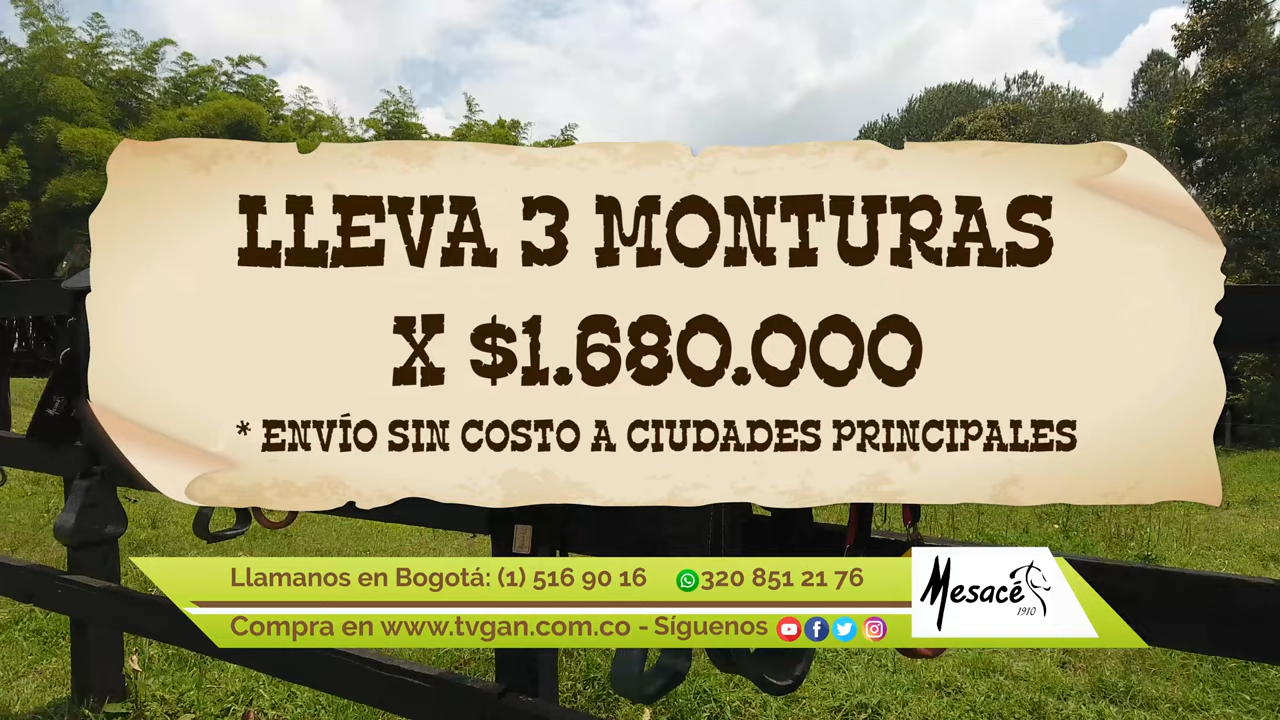 LLEVA 3 MONTURAS
X $1.680.000
* ENVÍO SIN COSTO A CIUDADES PRINCIPALES
Llamanos en Bogotá: (1) 516 90 16 320 851 21 76
Compra en www.tvgan.com.co - Síguenos
Mesacé
1910